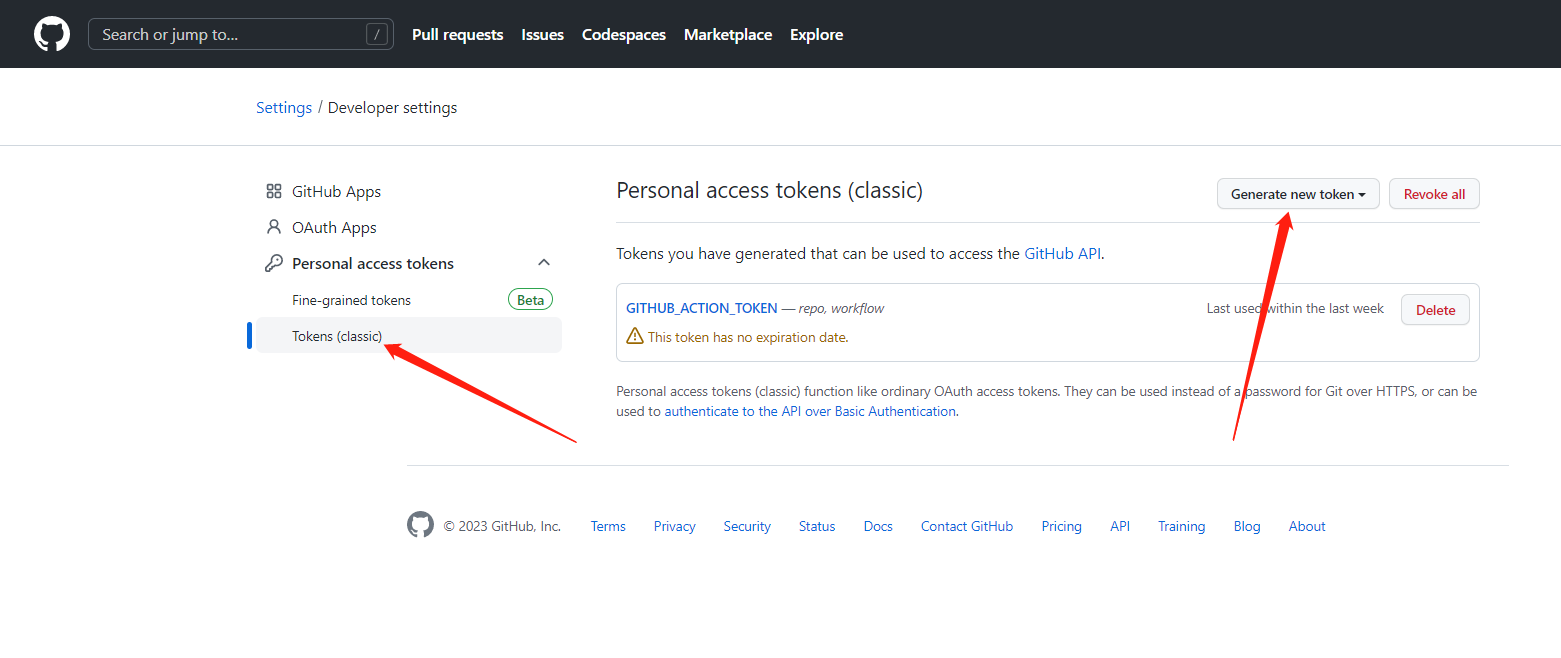 Search or jump to... /
Pull requests
Issues
Codespaces
Marketplace
Explore
Settings / Developer settings
GitHub Apps
OAuth Apps
Personal access tokens
Fine-grained tokens
Beta
Tokens (classic)
Personal access tokens (classic)
Generate new token
Revoke all
Tokens you have generated that can be used to access the GitHub API.
GITHUB_ACTION_TOKEN — repo, workflow
Last used within the last week
Delete
This token has no expiration date.
Personal access tokens (classic) function like ordinary OAuth access tokens. They can be used instead of a password for Git over HTTPS, or can be
used to authenticate to the API over Basic Authentication.
© 2023 GitHub, Inc.
Terms
Privacy
Security
Status
Docs
Contact GitHub
Pricing
API
Training
Blog
About